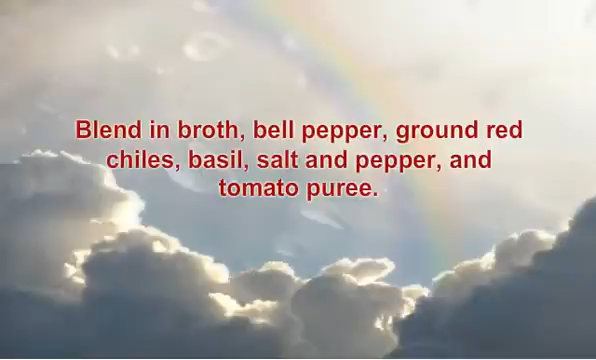 Blend in broth, bell pepper, ground red
chiles, basil, salt and pepper, and
tomato puree.